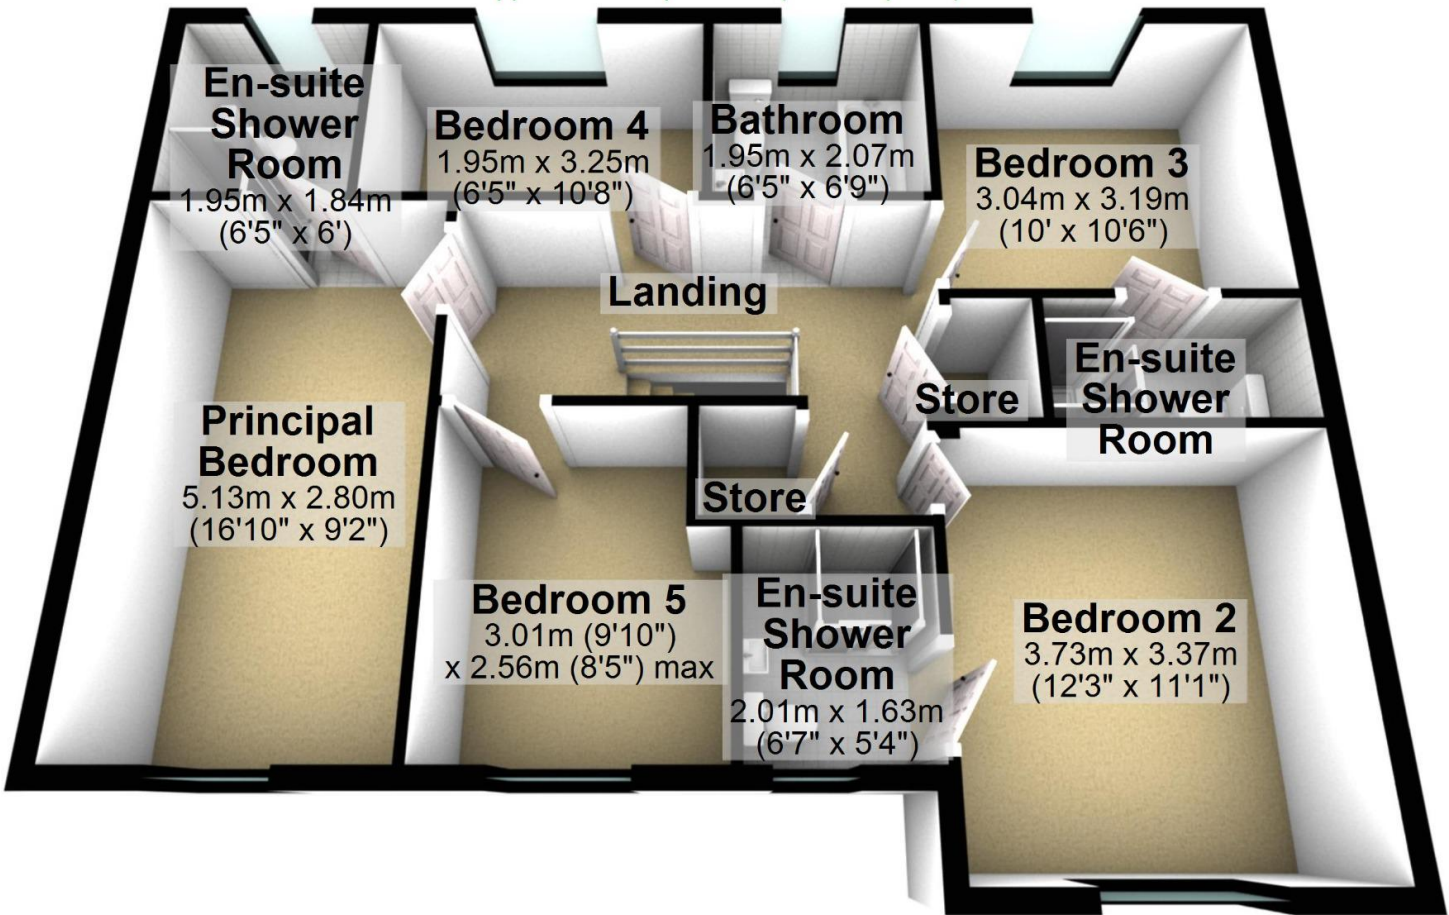 En-suite
Shower
Room
1.95m x 1.84m
(6'5" x 6')
Bedroom 4
1.95m x 3.25m
(6'5" x 10'8")
Bathroom
1.95m x 2.07m
(6'5" x 6'9")
Bedroom 3
3.04m x 3.19m
(10' x 10'6")
Landing
Store
En-suite
Shower
Room
Principal
Bedroom
5.13m x 2.80m
(16'10" x 9'2")
Store
Bedroom 5
3.01m (9'10")
x 2.56m (8'5") max
En-suite
Shower
Room
2.01m x 1.63m
(6'7" x 5'4")
Bedroom 2
3.73m x 3.37m
(12'3" x 11'1")